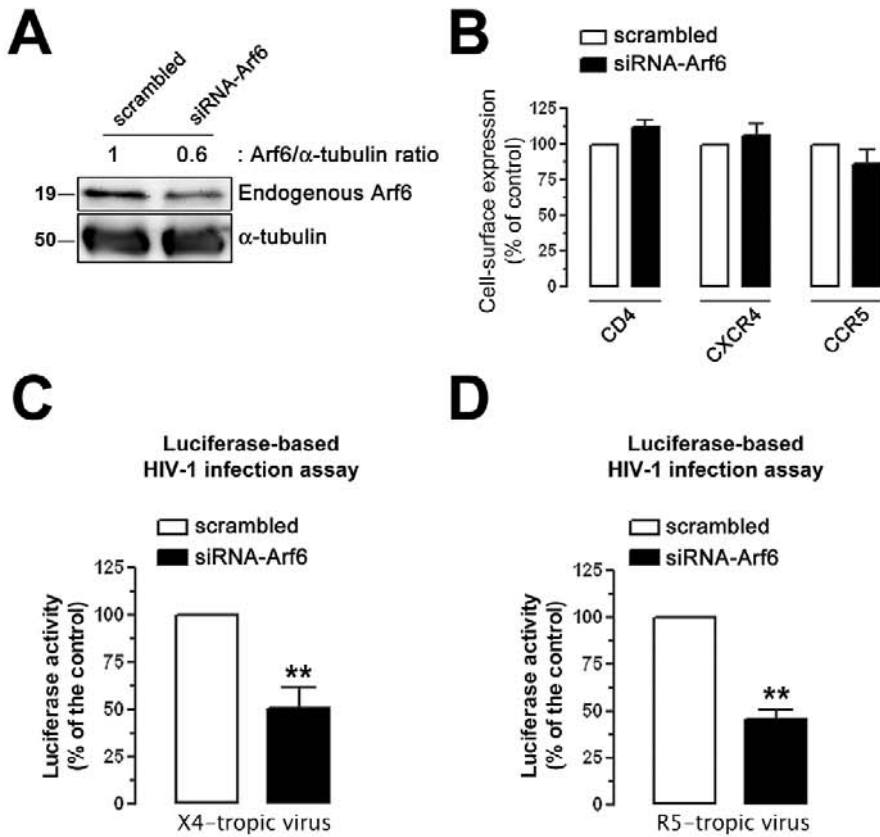 A
scrambled
siRNA-Arf6
1 0.6 : Arf6/α-tubulin ratio
19 Endogenous Arf6
50 α-tubulin
B
scrambled
siRNA-Arf6
Cell-surface expression
(% of control)
125
100
75
50
25
0
CD4
CXCR4
CCR5
C
Luciferase-based
HIV-1 infection assay
scrambled
siRNA-Arf6
Luciferase activity
(% of the control)
125
100
75
50
25
0
**
X4-tropic virus
D
Luciferase-based
HIV-1 infection assay
scrambled
siRNA-Arf6
Luciferase activity
(% of the control)
125
100
75
50
25
0
**
R5-tropic virus